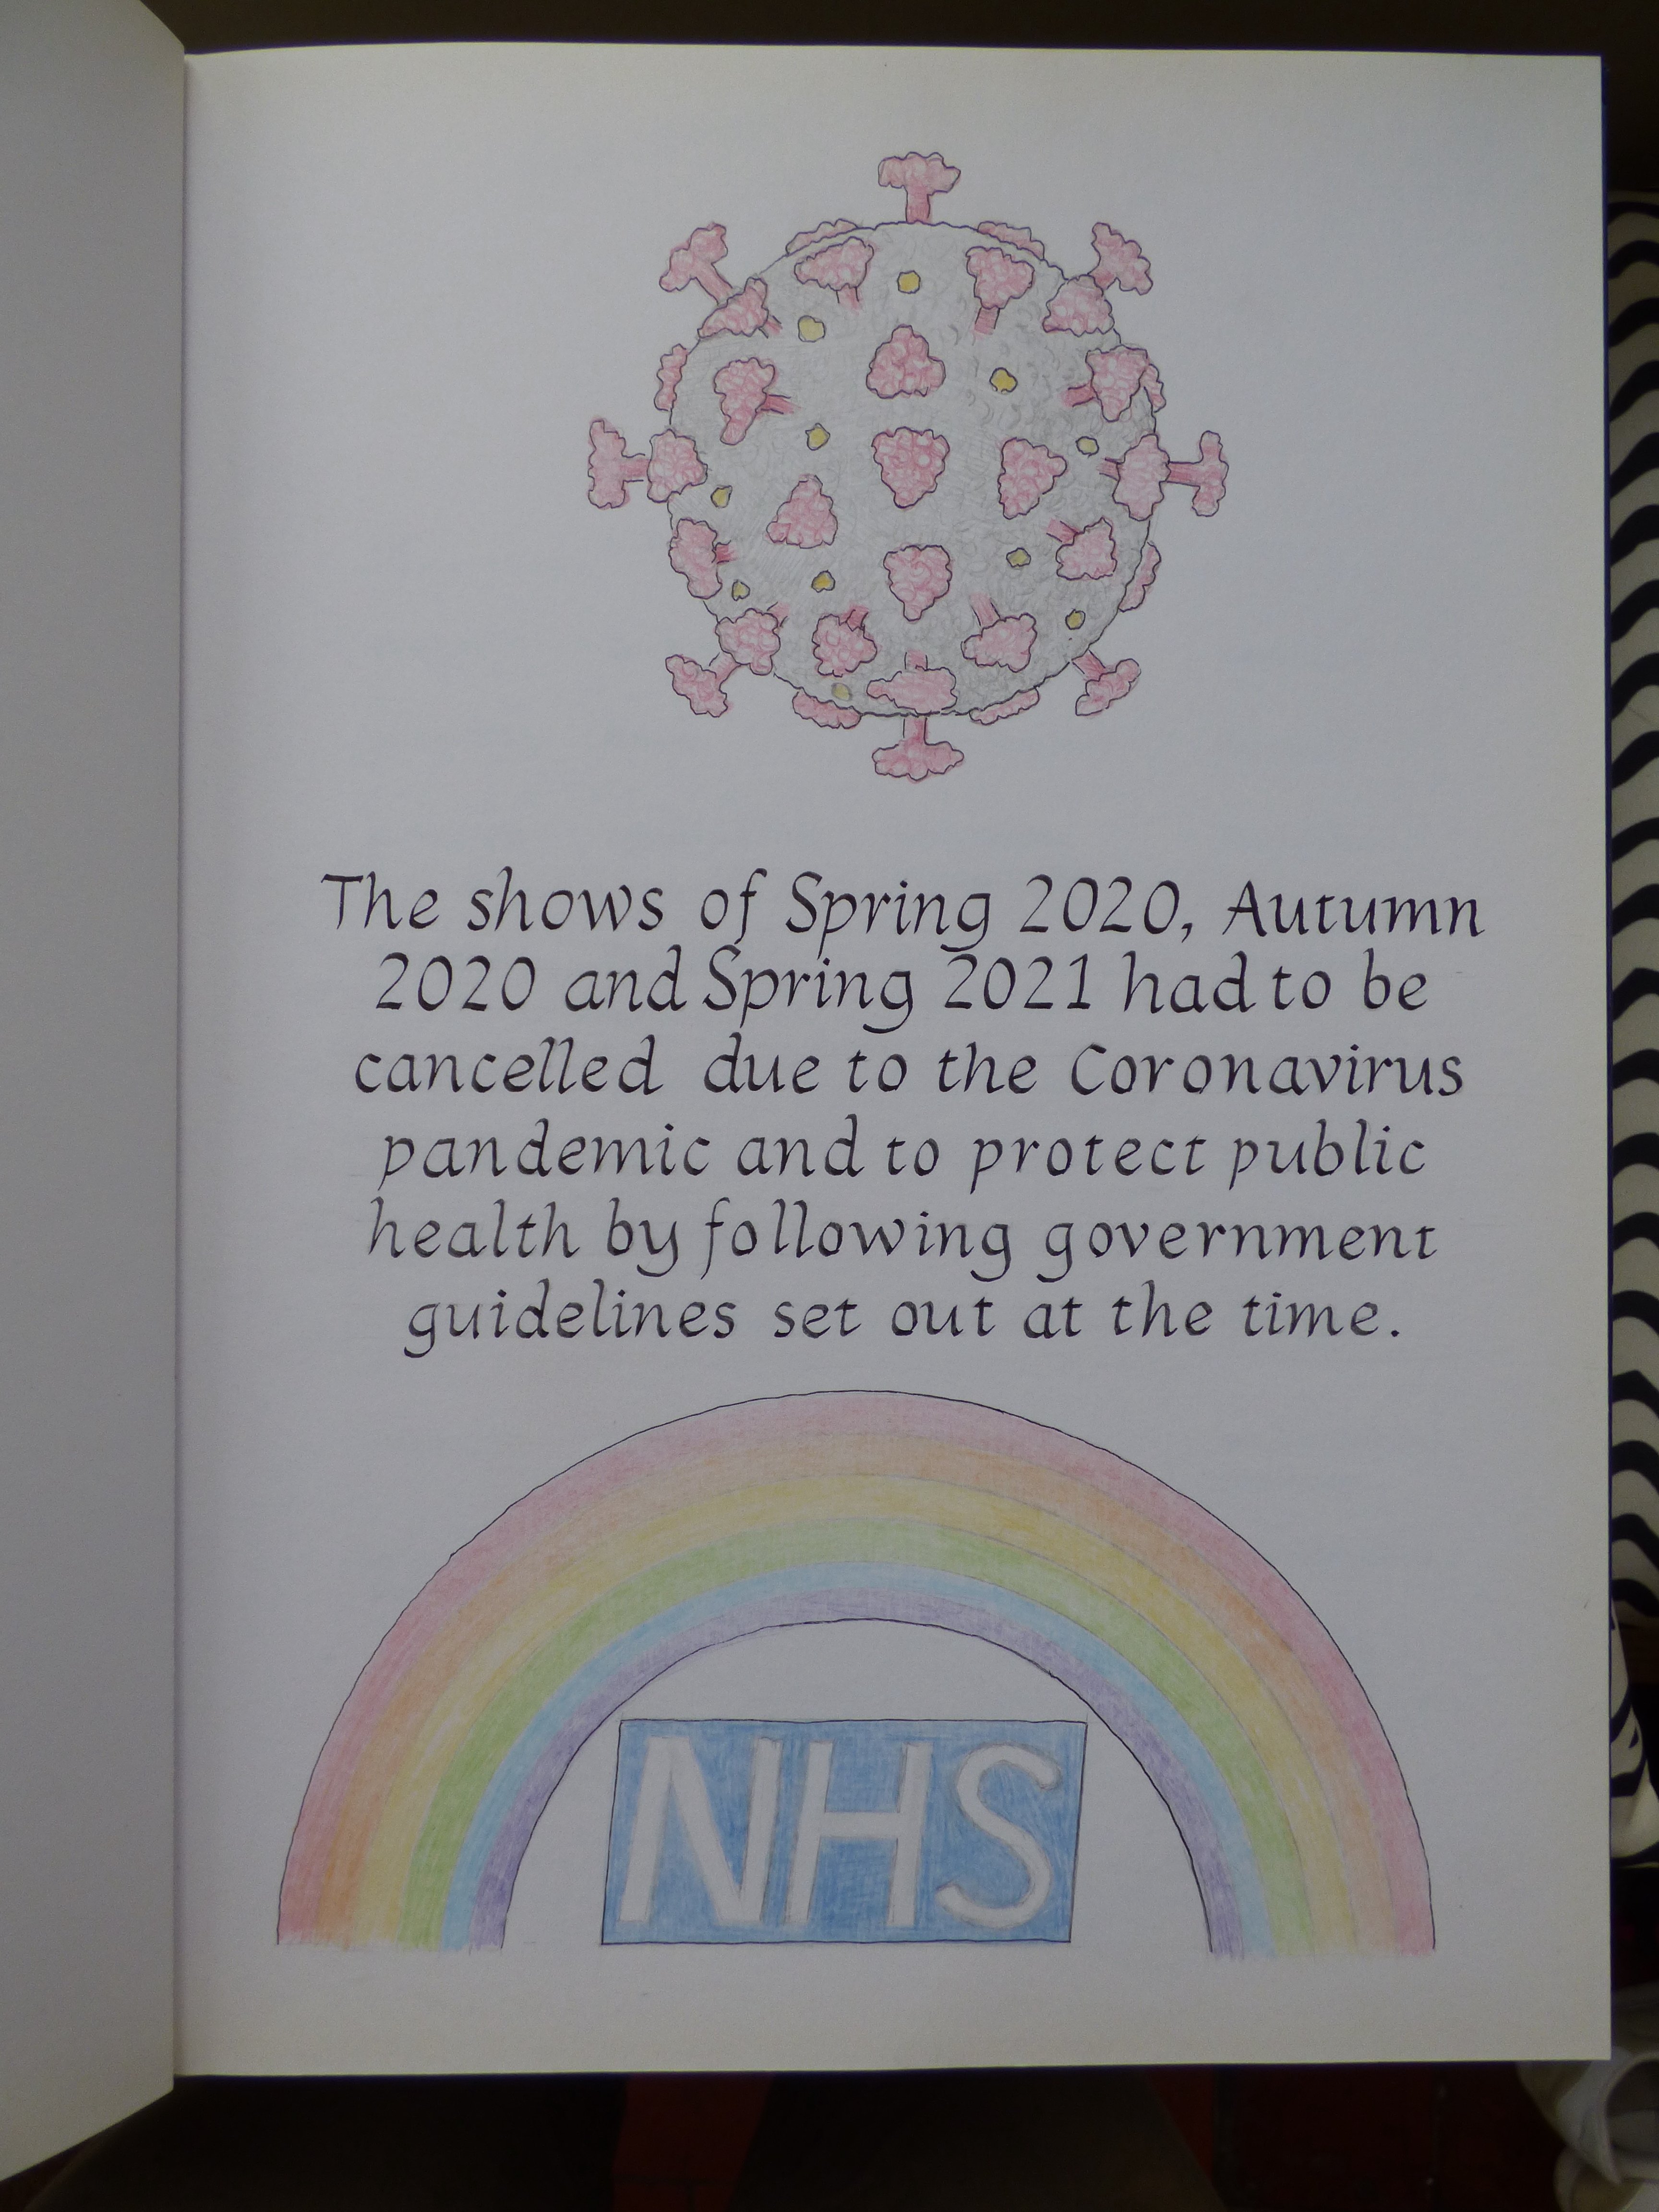 The shows of Spring 2020, Autumn
2020 and Spring 2021 had to be
cancelled due to the Coronavirus
pandemic and to protect public
health by following government
guidelines set out at the time.
NHS